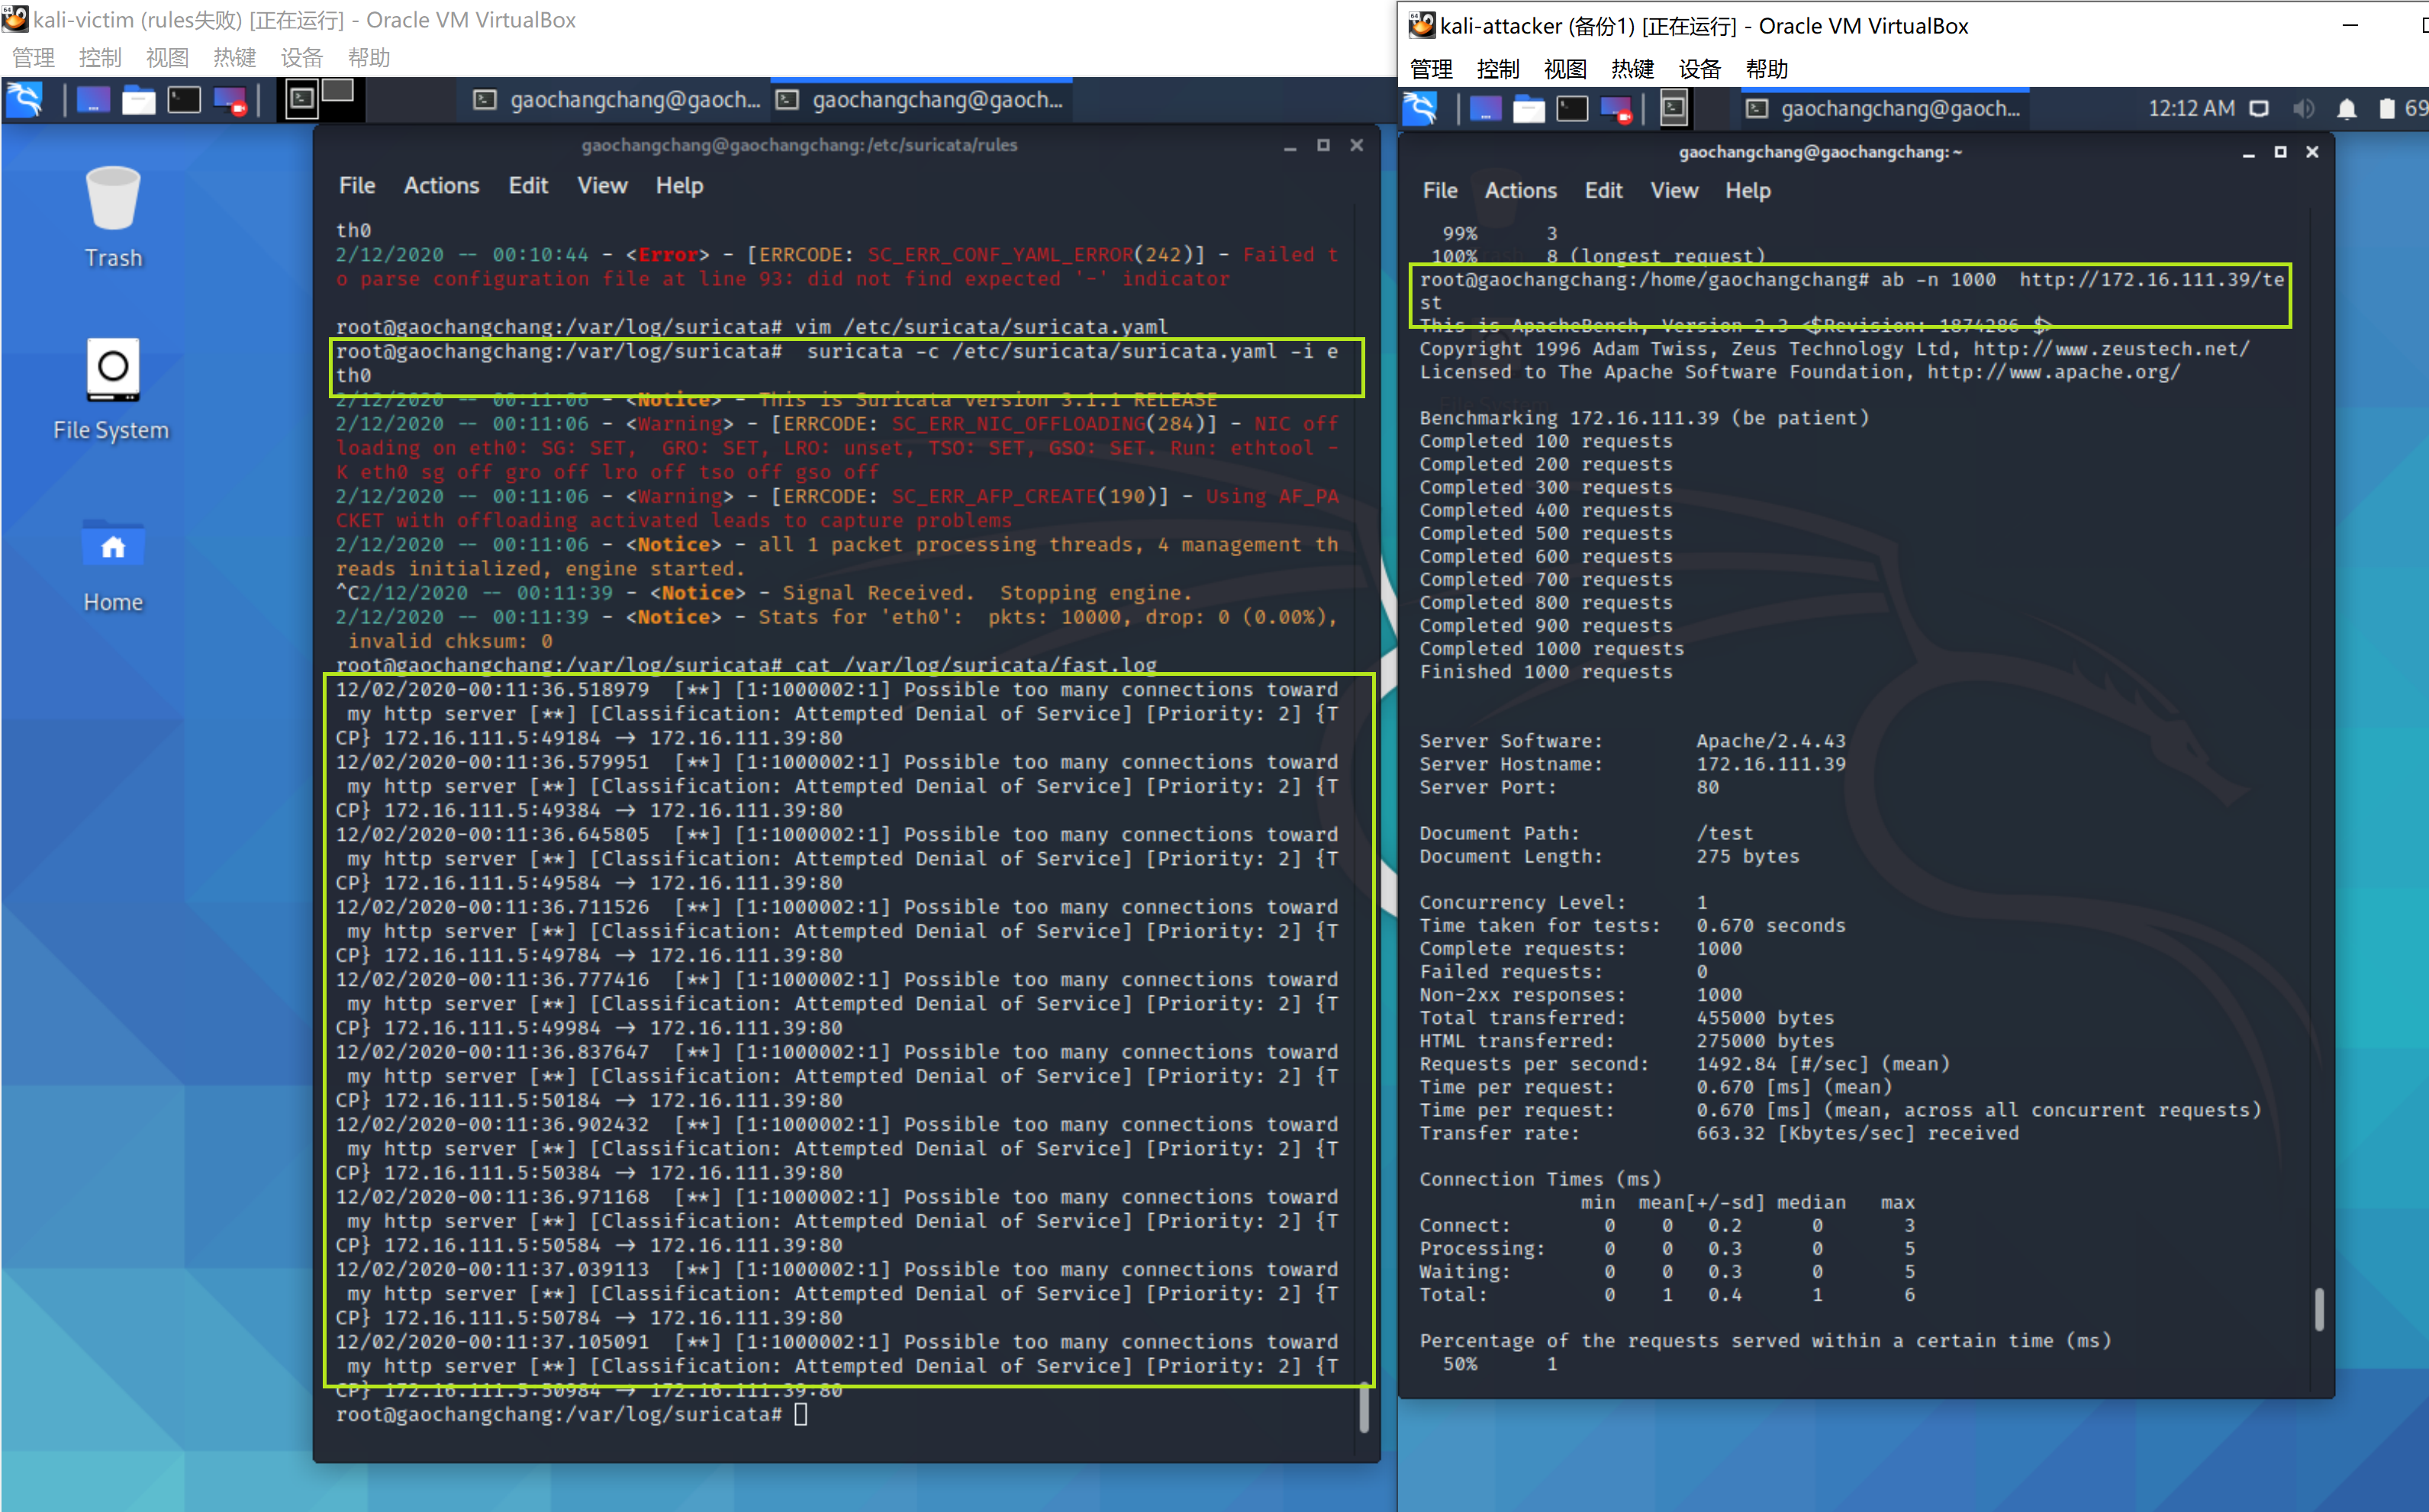 kali-victim (rules失败) [正在运行] - Oracle VM VirtualBox
管理 控制 视图 热键 设备 帮助
gaochangchang@gaoch... gaochangchang@gaoch...
Trash
File System
Home
gaochangchang@gaochangchang:/etc/suricata/rules
File Actions Edit View Help
th0
2/12/2020 -- 00:10:44 - <Error> - [ERRCODE: SC_ERR_CONF_YAML_ERROR(242)] - Failed t
o parse configuration file at line 93: did not find expected '-' indicator
root@gaochangchang:/var/log/suricata# vim /etc/suricata/suricata.yaml
root@gaochangchang:/var/log/suricata#  suricata -c /etc/suricata/suricata.yaml -i e
th0
2/12/2020 -- 00:11:06 - <Notice> - This is Suricata version 3.1.1 RELEASE
2/12/2020 -- 00:11:06 - <Warning> - [ERRCODE: SC_ERR_NIC_OFFLOADING(284)] - NIC off
loading on eth0: SG: SET,  GRO: SET, LRO: unset, TSO: SET, GSO: SET. Run: ethtool -
K eth0 sg off gro off lro off tso off gso off
2/12/2020 -- 00:11:06 - <Warning> - [ERRCODE: SC_ERR_AFP_CREATE(190)] - Using AF_PA
CKET with offloading activated leads to capture problems
2/12/2020 -- 00:11:06 - <Notice> - all 1 packet processing threads, 4 management th
reads initialized, engine started.
^C2/12/2020 -- 00:11:39 - <Notice> - Signal Received.  Stopping engine.
2/12/2020 -- 00:11:39 - <Notice> - Stats for 'eth0':  pkts: 10000, drop: 0 (0.00%),
 invalid chksum: 0
root@gaochangchang:/var/log/suricata# cat /var/log/suricata/fast.log
12/02/2020-00:11:36.518979  [**] [1:1000002:1] Possible too many connections toward
 my http server [**] [Classification: Attempted Denial of Service] [Priority: 2] {T
CP} 172.16.111.5:49184 → 172.16.111.39:80
12/02/2020-00:11:36.579951  [**] [1:1000002:1] Possible too many connections toward
 my http server [**] [Classification: Attempted Denial of Service] [Priority: 2] {T
CP} 172.16.111.5:49384 → 172.16.111.39:80
12/02/2020-00:11:36.645805  [**] [1:1000002:1] Possible too many connections toward
 my http server [**] [Classification: Attempted Denial of Service] [Priority: 2] {T
CP} 172.16.111.5:49584 → 172.16.111.39:80
12/02/2020-00:11:36.711526  [**] [1:1000002:1] Possible too many connections toward
 my http server [**] [Classification: Attempted Denial of Service] [Priority: 2] {T
CP} 172.16.111.5:49784 → 172.16.111.39:80
12/02/2020-00:11:36.777416  [**] [1:1000002:1] Possible too many connections toward
 my http server [**] [Classification: Attempted Denial of Service] [Priority: 2] {T
CP} 172.16.111.5:49984 → 172.16.111.39:80
12/02/2020-00:11:36.837647  [**] [1:1000002:1] Possible too many connections toward
 my http server [**] [Classification: Attempted Denial of Service] [Priority: 2] {T
CP} 172.16.111.5:50184 → 172.16.111.39:80
12/02/2020-00:11:36.902432  [**] [1:1000002:1] Possible too many connections toward
 my http server [**] [Classification: Attempted Denial of Service] [Priority: 2] {T
CP} 172.16.111.5:50384 → 172.16.111.39:80
12/02/2020-00:11:36.971168  [**] [1:1000002:1] Possible too many connections toward
 my http server [**] [Classification: Attempted Denial of Service] [Priority: 2] {T
CP} 172.16.111.5:50584 → 172.16.111.39:80
12/02/2020-00:11:37.039113  [**] [1:1000002:1] Possible too many connections toward
 my http server [**] [Classification: Attempted Denial of Service] [Priority: 2] {T
CP} 172.16.111.5:50784 → 172.16.111.39:80
12/02/2020-00:11:37.105091  [**] [1:1000002:1] Possible too many connections toward
 my http server [**] [Classification: Attempted Denial of Service] [Priority: 2] {T
CP} 172.16.111.5:50984 → 172.16.111.39:80
root@gaochangchang:/var/log/suricata#
kali-attacker (备份1) [正在运行] - Oracle VM VirtualBox
管理 控制 视图 热键 设备 帮助
gaochangchang@gaoch... 12:12 AM 69
gaochangchang@gaochangchang:~
File Actions Edit View Help
99% 3
100% 8 (longest request)
root@gaochangchang:/home/gaochangchang# ab -n 1000  http://172.16.111.39/te
st
This is ApacheBench, Version 2.3 <$Revision: 1874286 $>
Copyright 1996 Adam Twiss, Zeus Technology Ltd, http://www.zeustech.net/
Licensed to The Apache Software Foundation, http://www.apache.org/
Benchmarking 172.16.111.39 (be patient)
Completed 100 requests
Completed 200 requests
Completed 300 requests
Completed 400 requests
Completed 500 requests
Completed 600 requests
Completed 700 requests
Completed 800 requests
Completed 900 requests
Completed 1000 requests
Finished 1000 requests
Server Software: Apache/2.4.43
Server Hostname: 172.16.111.39
Server Port: 80
Document Path: /test
Document Length: 275 bytes
Concurrency Level: 1
Time taken for tests: 0.670 seconds
Complete requests: 1000
Failed requests: 0
Non-2xx responses: 1000
Total transferred: 455000 bytes
HTML transferred: 275000 bytes
Requests per second: 1492.84 [#/sec] (mean)
Time per request: 0.670 [ms] (mean)
Time per request: 0.670 [ms] (mean, across all concurrent requests)
Transfer rate: 663.32 [Kbytes/sec] received
Connection Times (ms)
min mean[+/-sd] median max
Connect: 0 0 0.2 0 3
Processing: 0 0 0.3 0 5
Waiting: 0 0 0.3 0 5
Total: 0 1 0.4 1 6
Percentage of the requests served within a certain time (ms)
50% 1